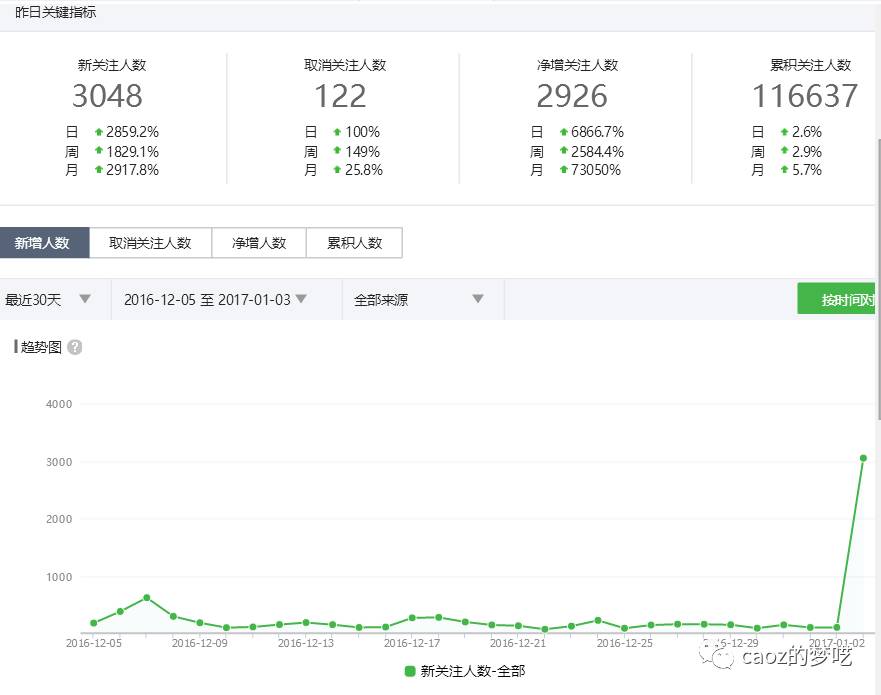 昨日关键指标
新关注人数 取消关注人数 净增关注人数 累积关注人数
3048 122 2926 116637
日 2859.2% 日 100% 日 6866.7% 日 2.6%
周 1829.1% 周 149% 周 2584.4% 周 2.9%
月 2917.8% 月 25.8% 月 73050% 月 5.7%
新增人数 取消关注人数 净增人数 累积人数
最近30天 2016-12-05 至 2017-01-03 全部来源 按时间对
趋势图 ?
4000
3000
2000
1000
2016-12-05 2016-12-09 2016-12-13 2016-12-17 2016-12-21 2016-12-25 2016-12-29 2017-01-02
caoz的梦呓
新关注人数-全部